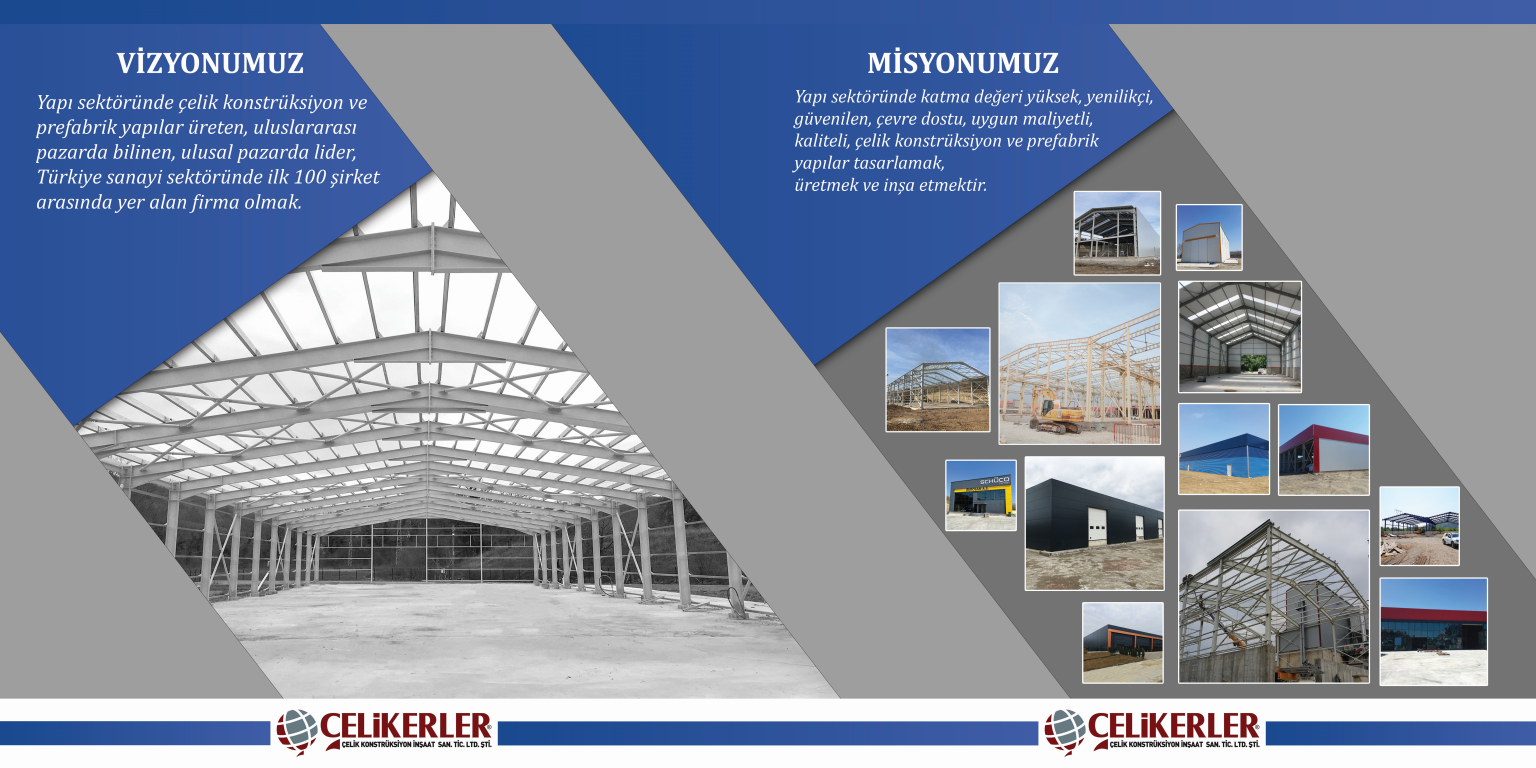 VİZYONUMUZ
Yapı sektöründe çelik konstrüksiyon ve
prefabrik yapılar üreten, uluslararası
pazarda bilinen, ulusal pazarda lider,
Türkiye sanayi sektöründe ilk 100 şirket
arasında yer alan firma olmak.
MİSYONUMUZ
Yapı sektöründe katma değeri yüksek, yenilikçi,
güvenilen, çevre dostu, uygun maliyetli,
kaliteli, çelik konstrüksiyon ve prefabrik
yapılar tasarlamak,
üretmek ve inşa etmektir.
SCHÜCO
ÇELİKERLER®
ÇELİK KONSTRÜKSİYON İNŞAAT SAN. TİC. LTD. ŞTİ.
ÇELİKERLER®
ÇELİK KONSTRÜKSİYON İNŞAAT SAN. TİC. LTD. ŞTİ.